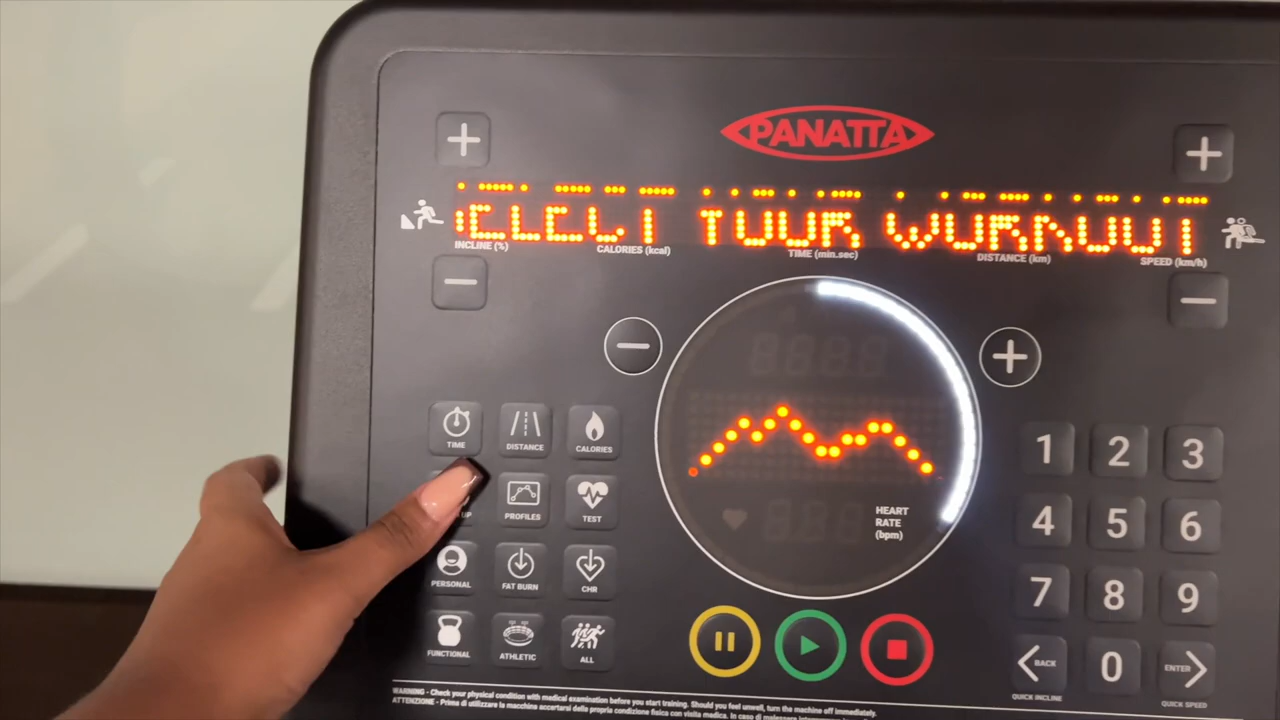 PANATTA
SELECT YOUR WORKOUT
INCLINE (%) CALORIES (kcal) TIME (min.sec) DISTANCE (km) SPEED (km/h)
TIME DISTANCE CALORIES
UP PROFILES TEST
PERSONAL FAT BURN CHR
FUNCTIONAL ATHLETIC ALL
HEART
RATE
(bpm)
1 2 3
4 5 6
7 8 9
BACK 0 ENTER
QUICK INCLINE QUICK SPEED
WARNING - Check your physical condition with medical examination before you start training. Should you feel unwell, turn the machine off immediately.
ATTENZIONE - Prima di utilizzare la macchina accertarsi delle proprie condizione fisico con visita medica. In caso di malessere